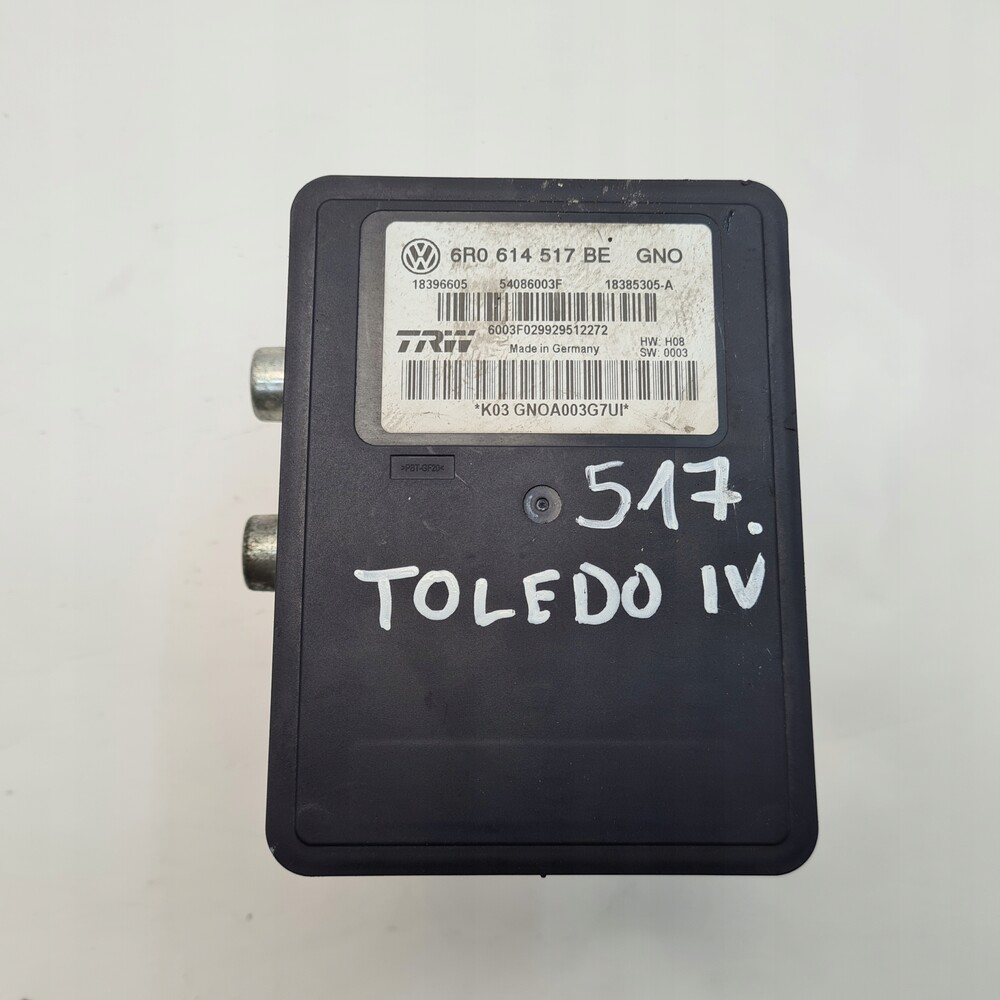 6R0 614 517 BE GNO
18396605 54086003F 18385305-A
6003F029929512272
TRW Made in Germany HW: H08
SW: 0003
*K03 GNOA003G7UI*
>PBT-GF20<
517.
TOLEDO IV